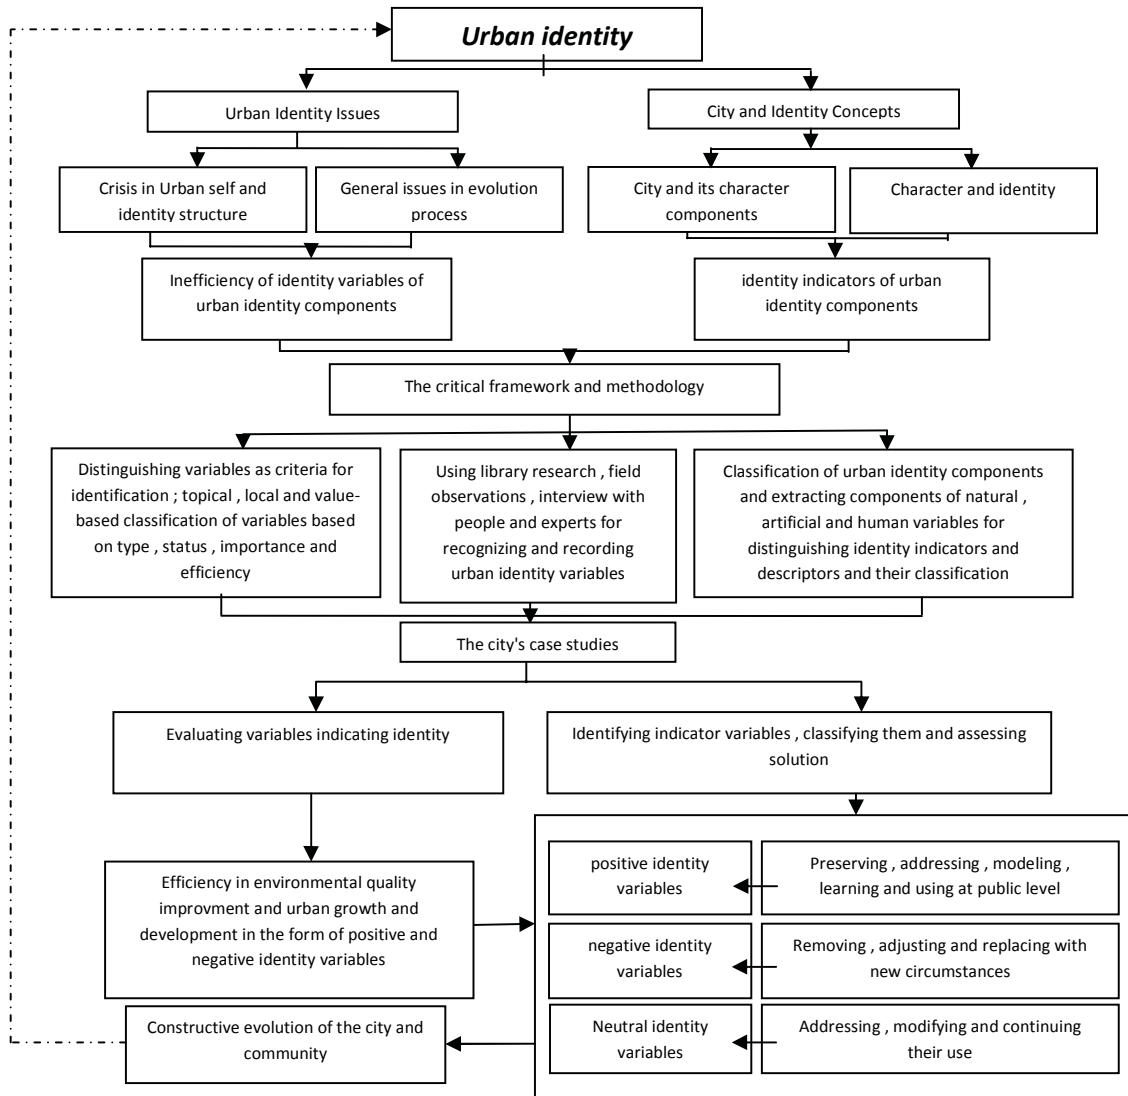 Urban identity
Urban Identity Issues
City and Identity Concepts
Crisis in Urban self and
identity structure
General issues in evolution
process
City and its character
components
Character and identity
Inefficiency of identity variables of
urban identity components
identity indicators of urban
identity components
The critical framework and methodology
Distinguishing variables as criteria for
identification ; topical , local and value-
based classification of variables based
on type , status , importance and
efficiency
Using library research , field
observations , interview with
people and experts for
recognizing and recording
urban identity variables
Classification of urban identity components
and extracting components of natural ,
artificial and human variables for
distinguishing identity indicators and
descriptors and their classification
The city's case studies
Evaluating variables indicating identity
Identifying indicator variables , classifying them and assessing
solution
Efficiency in environmental quality
improvment and urban growth and
development in the form of positive and
negative identity variables
positive identity
variables
Preserving , addressing , modeling ,
learning and using at public level
negative identity
variables
Removing , adjusting and replacing with
new circumstances
Neutral identity
variables
Addressing , modifying and continuing
their use
Constructive evolution of the city and
community